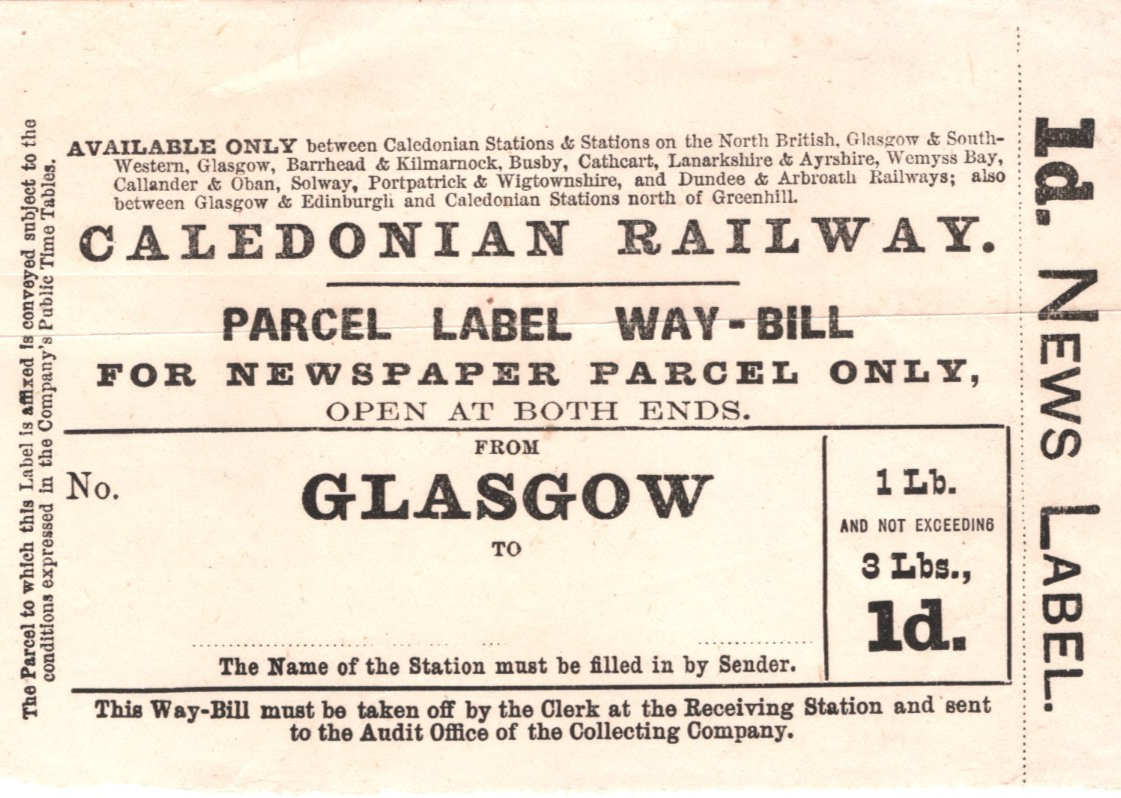 AVAILABLE ONLY between Caledonian Stations & Stations on the North British, Glasgow & South-
Western, Glasgow, Barrhead & Kilmarnock, Busby, Cathcart, Lanarkshire & Ayrshire, Wemyss Bay,
Callander & Oban, Solway, Portpatrick & Wigtownshire, and Dundee & Arbroath Railways; also
between Glasgow & Edinburgh and Caledonian Stations north of Greenhill.
CALEDONIAN RAILWAY.
PARCEL LABEL WAY-BILL
FOR NEWSPAPER PARCEL ONLY,
OPEN AT BOTH ENDS.
FROM
No.
GLASGOW
TO
The Name of the Station must be filled in by Sender.
1 Lb.
AND NOT EXCEEDING
3 Lbs.,
1d.
This Way-Bill must be taken off by the Clerk at the Receiving Station and sent
to the Audit Office of the Collecting Company.
The Parcel to which this Label is affixed is conveyed subject to the
conditions expressed in the Company's Public Time Tables.
1d. NEWS LABEL.